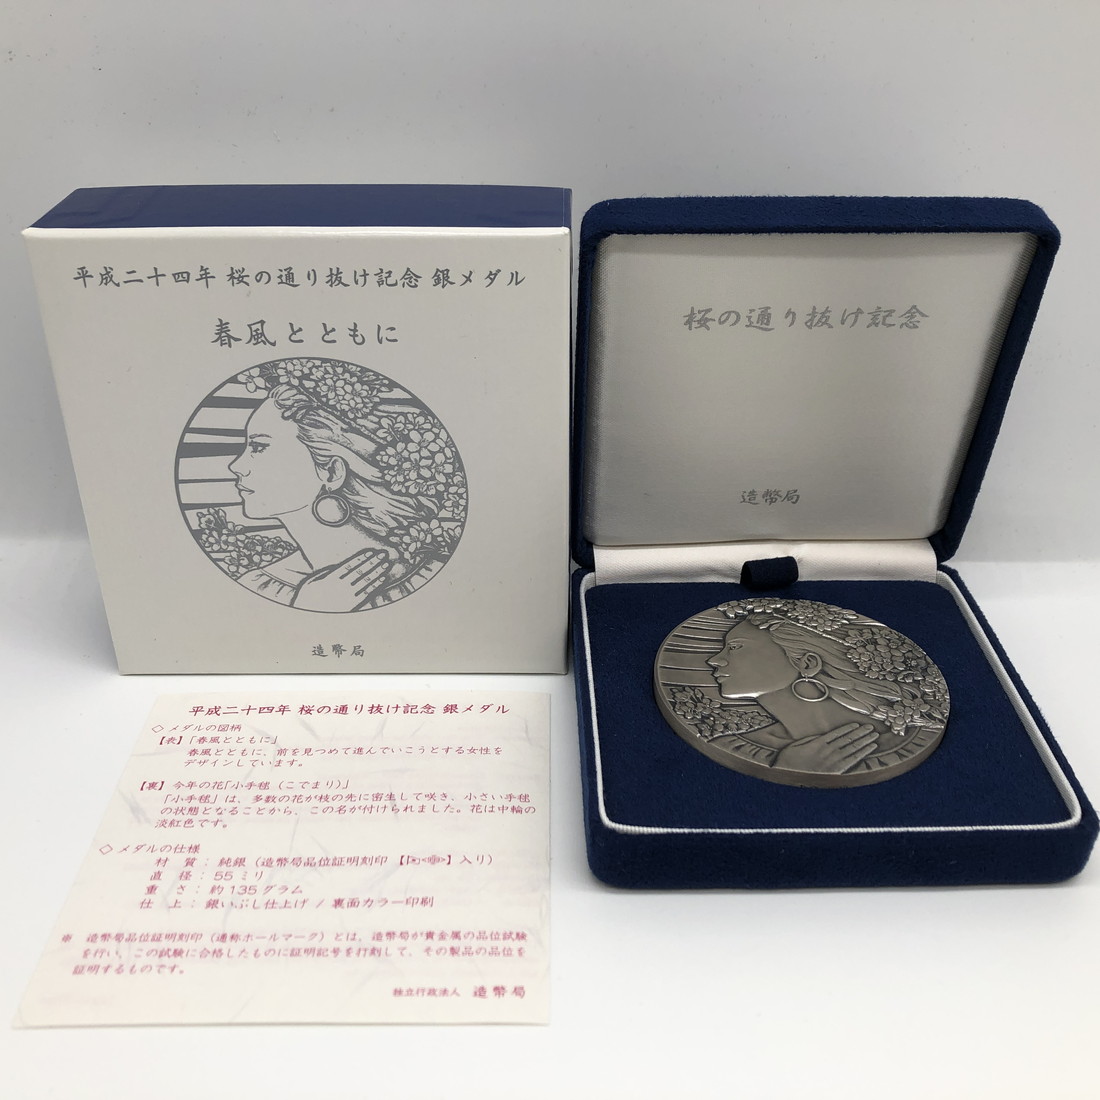 平成二十四年 桜の通り抜け記念 銀メダル
春風とともに
造幣局
桜の通り抜け記念
造幣局
平成二十四年 桜の通り抜け記念 銀メダル
◇メダルの図柄
【表】「春風とともに」
春風とともに、前を見つめて進んでいこうとする女性を
デザインしています。
【裏】今年の花「小手毬（こでまり）」
「小手毬」は、多数の花が枝の先に密生して咲き、小さい手毬
の状態となることから、この名が付けられました。花は中輪の
淡紅色です。
◇メダルの仕様
材 質：純銀（造幣局品位証明刻印【】入り）
直 径：55ミリ
重 さ：約135グラム
仕 上：銀いぶし仕上げ / 裏面カラー印刷
※ 造幣局品位証明刻印（通称ホールマーク）とは、造幣局が貴金属の品位試験
を行い、この試験に合格したものに証明記号を打刻して、その製品の品位を
証明するものです。
独立行政法人 造幣局